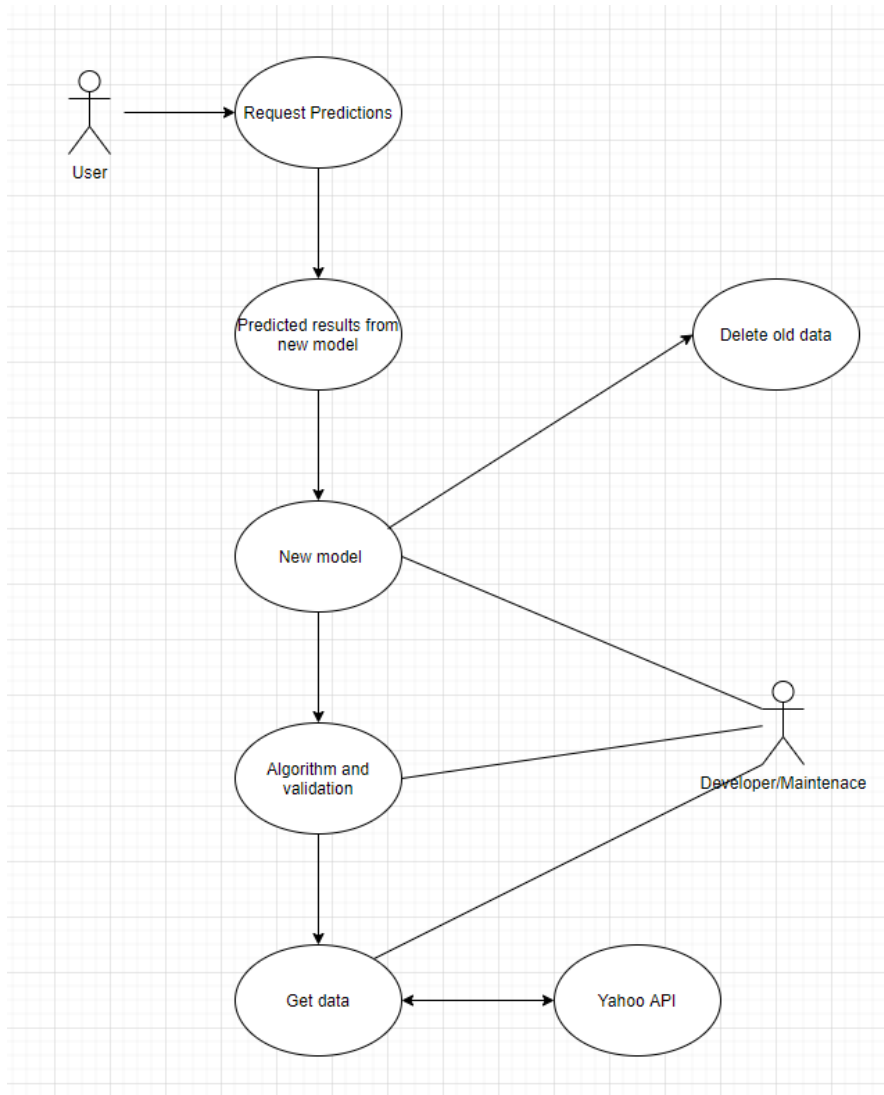 Request Predictions
User
Predicted results from
new model
Delete old data
New model
Algorithm and
validation
Developer/Maintenace
Get data
Yahoo API